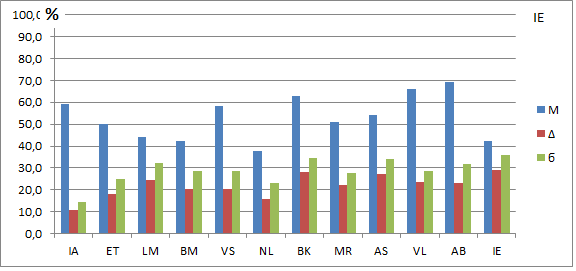 100,0 %
IE
90,0
80,0
70,0
60,0
50,0
40,0
30,0
20,0
10,0
0,0
IA ET LM BM VS NL BK MR AS VL AB IE
М
Δ
б